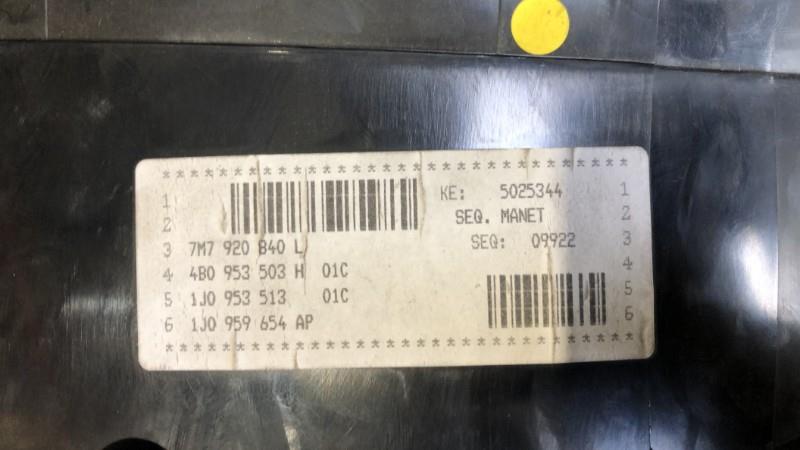 * * * * * * * * * * * * * * * * * * * * * * * * * * * * * * * * * * *
1 KE: 5025344 1
2 SEQ. MANET 2
3 7M7 920 840 L SEQ: 09922 3
4 4B0 953 503 H 01C 4
5 1J0 953 513 01C 5
6 1J0 959 654 AP 6
* * * * * * * * * * * * * * * * * * * * * * * * * * * * * * * * * * *